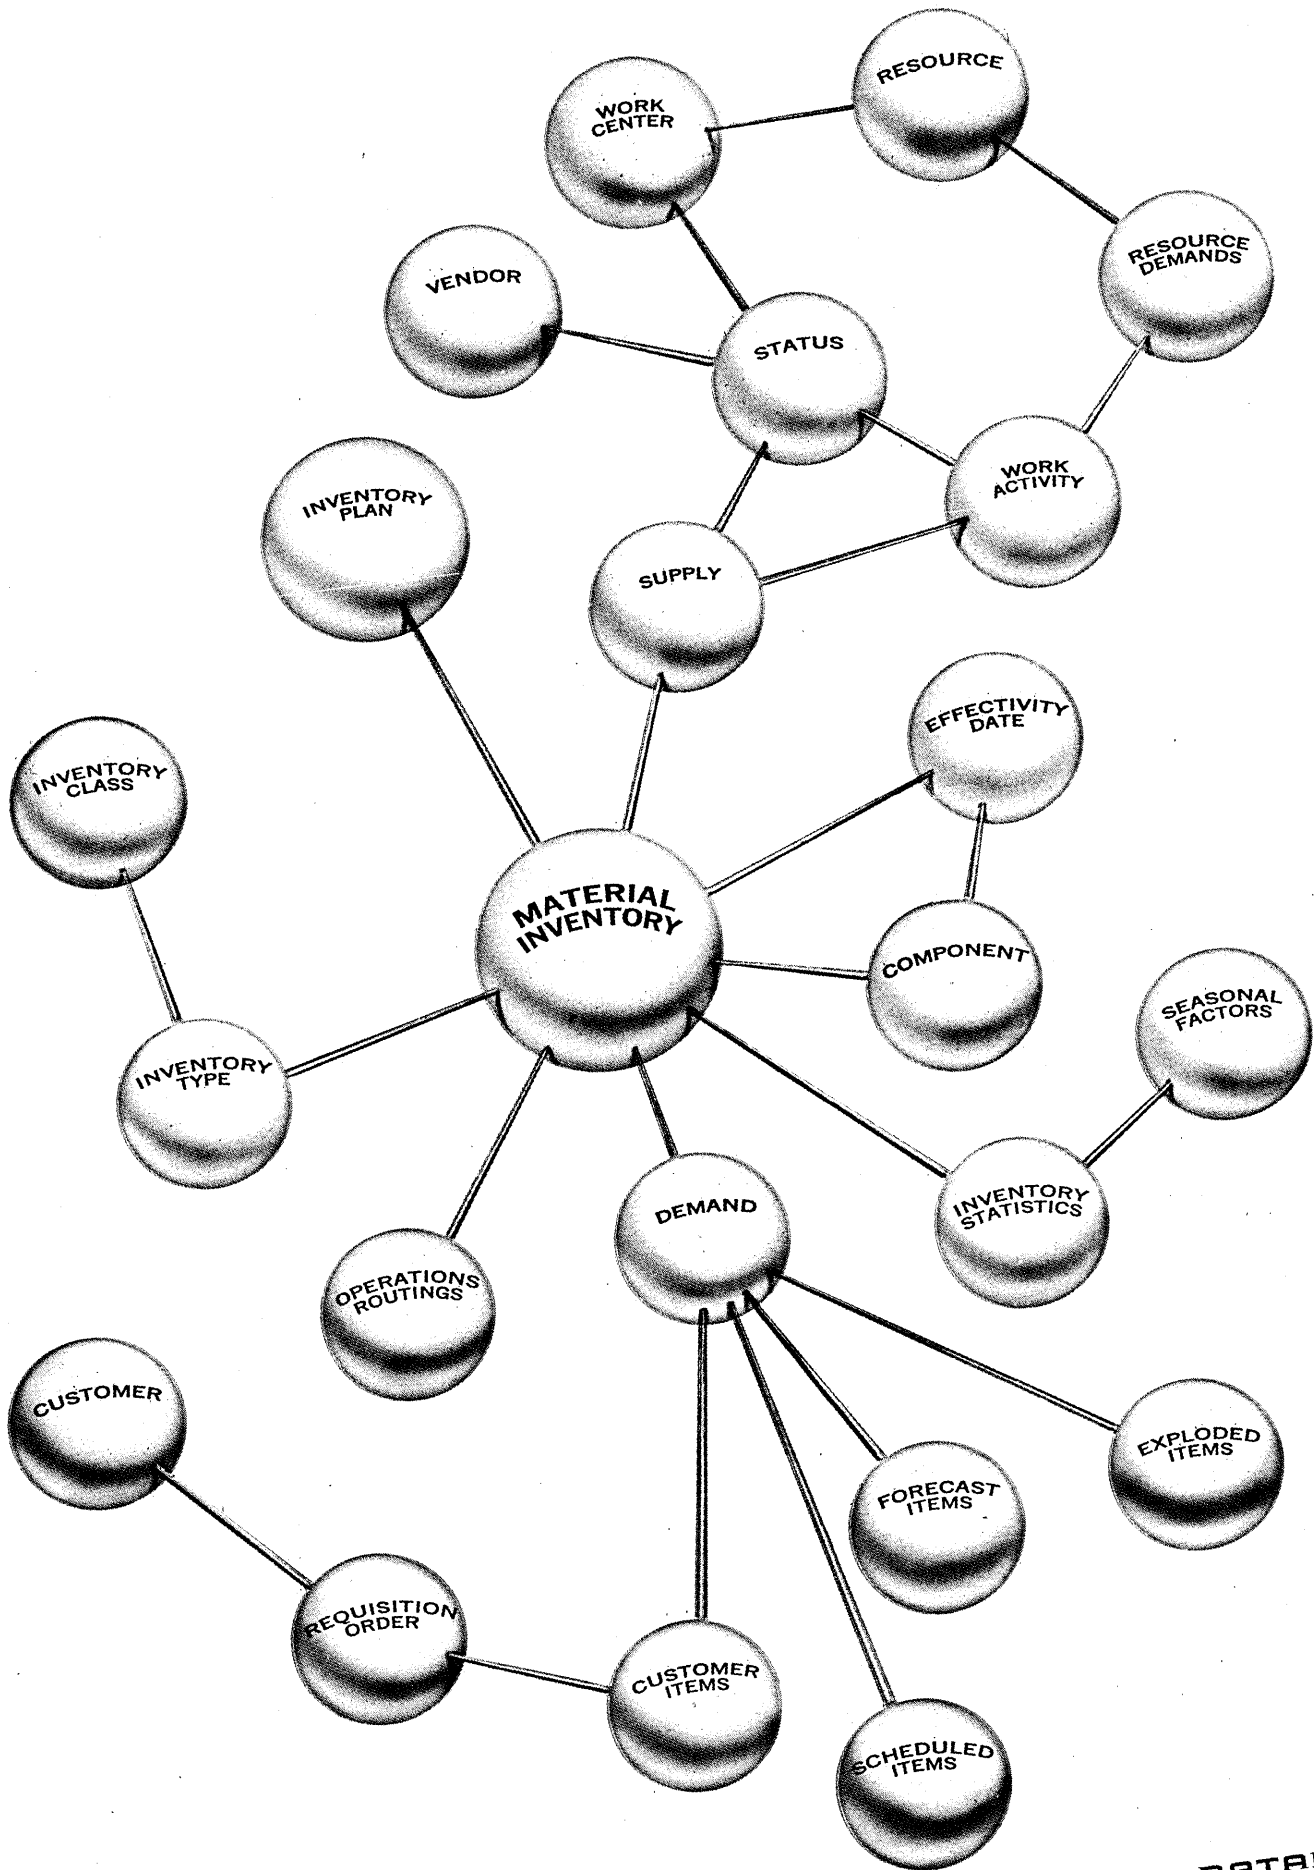 RESOURCE
WORK
CENTER
RESOURCE
DEMANDS
VENDOR
STATUS
WORK
ACTIVITY
INVENTORY
PLAN
SUPPLY
EFFECTIVITY
DATE
INVENTORY
CLASS
MATERIAL
INVENTORY
COMPONENT
SEASONAL
FACTORS
INVENTORY
TYPE
INVENTORY
STATISTICS
DEMAND
OPERATIONS
ROUTINGS
CUSTOMER
EXPLODED
ITEMS
FORECAST
ITEMS
REQUISITION
ORDER
CUSTOMER
ITEMS
SCHEDULED
ITEMS